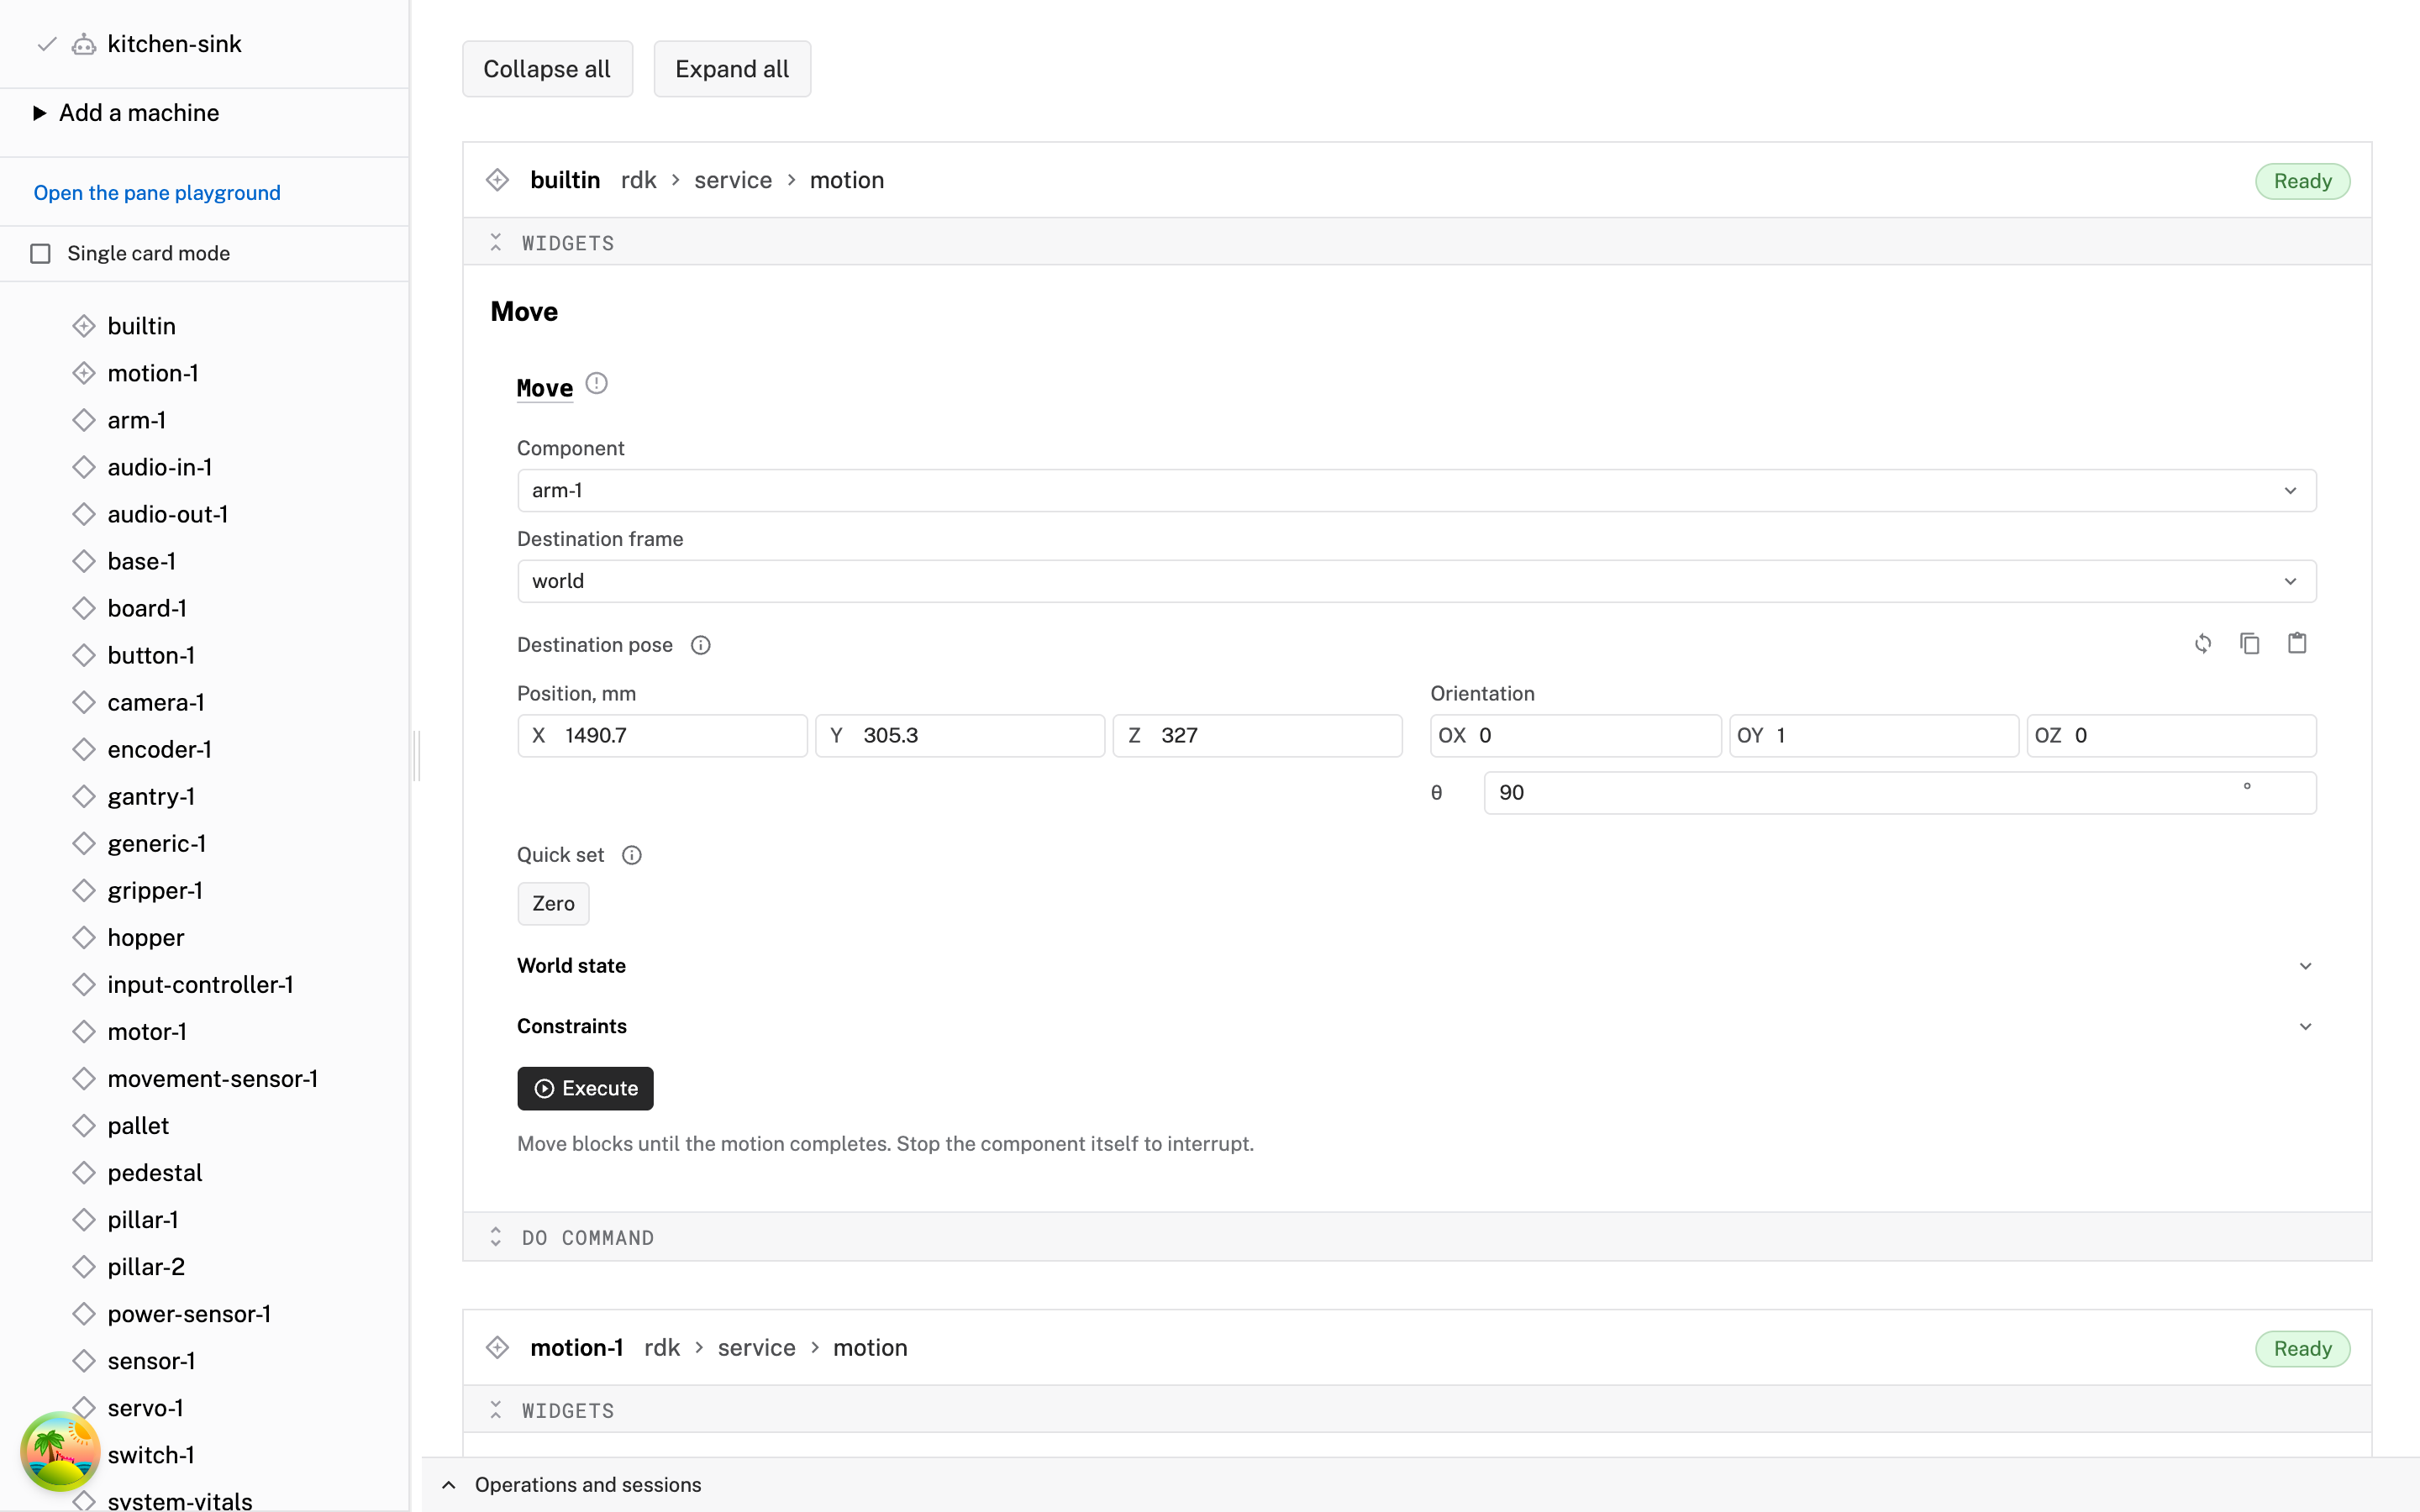 kitchen-sink
Add a machine
Open the pane playground
Single card mode
builtin
motion-1
arm-1
audio-in-1
audio-out-1
base-1
board-1
button-1
camera-1
encoder-1
gantry-1
generic-1
gripper-1
hopper
input-controller-1
motor-1
movement-sensor-1
pallet
pedestal
pillar-1
pillar-2
power-sensor-1
sensor-1
servo-1
switch-1
system-vitals
Collapse all Expand all
builtin rdk > service > motion Ready
WIDGETS
Move
Move
Component
arm-1
Destination frame
world
Destination pose
Position, mm Orientation
X 1490.7 Y 305.3 Z 327 OX 0 OY 1 OZ 0
θ 90 °
Quick set
Zero
World state
Constraints
Execute
Move blocks until the motion completes. Stop the component itself to interrupt.
DO COMMAND
motion-1 rdk > service > motion Ready
WIDGETS
Operations and sessions